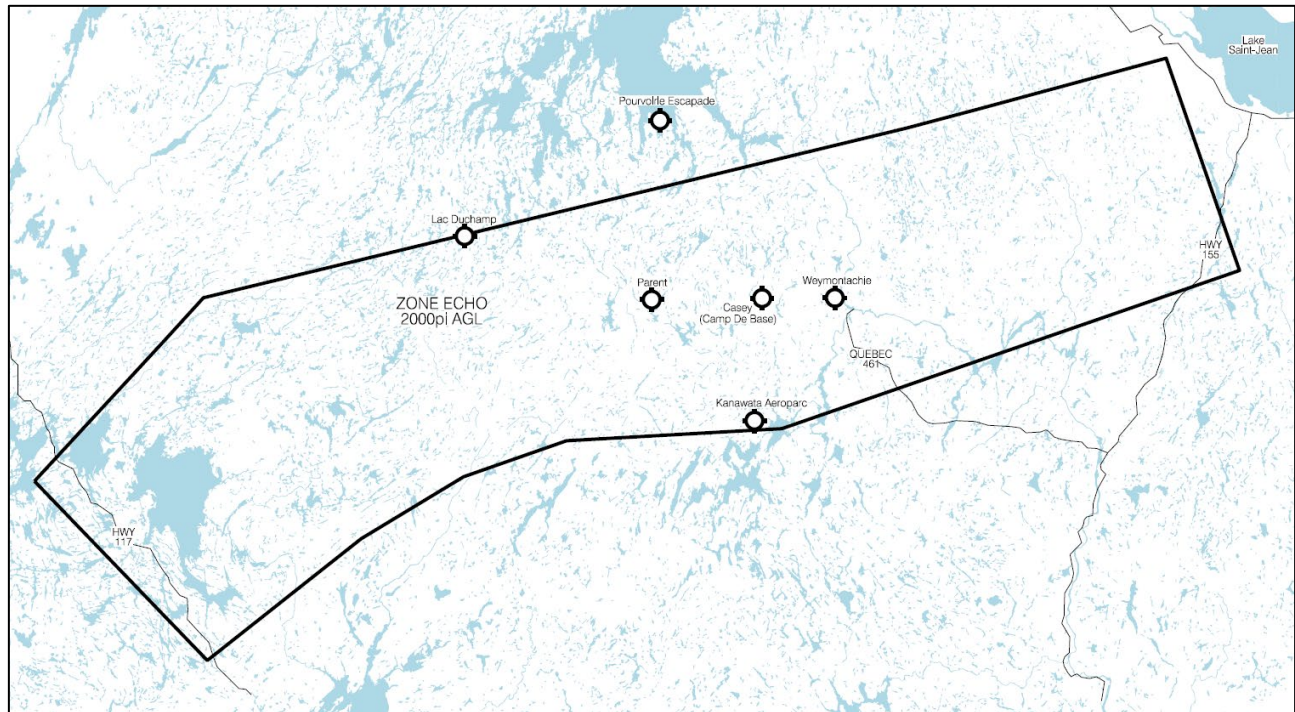 Lake
Saint-Jean
Pourvoirie Escapade
Lac Duchamp
HWY
155
Parent
Casey
(Camp De Base)
Weymontachie
ZONE ECHO
2000pi AGL
QUEBEC
461
Kanawata Aeroparc
HWY
117